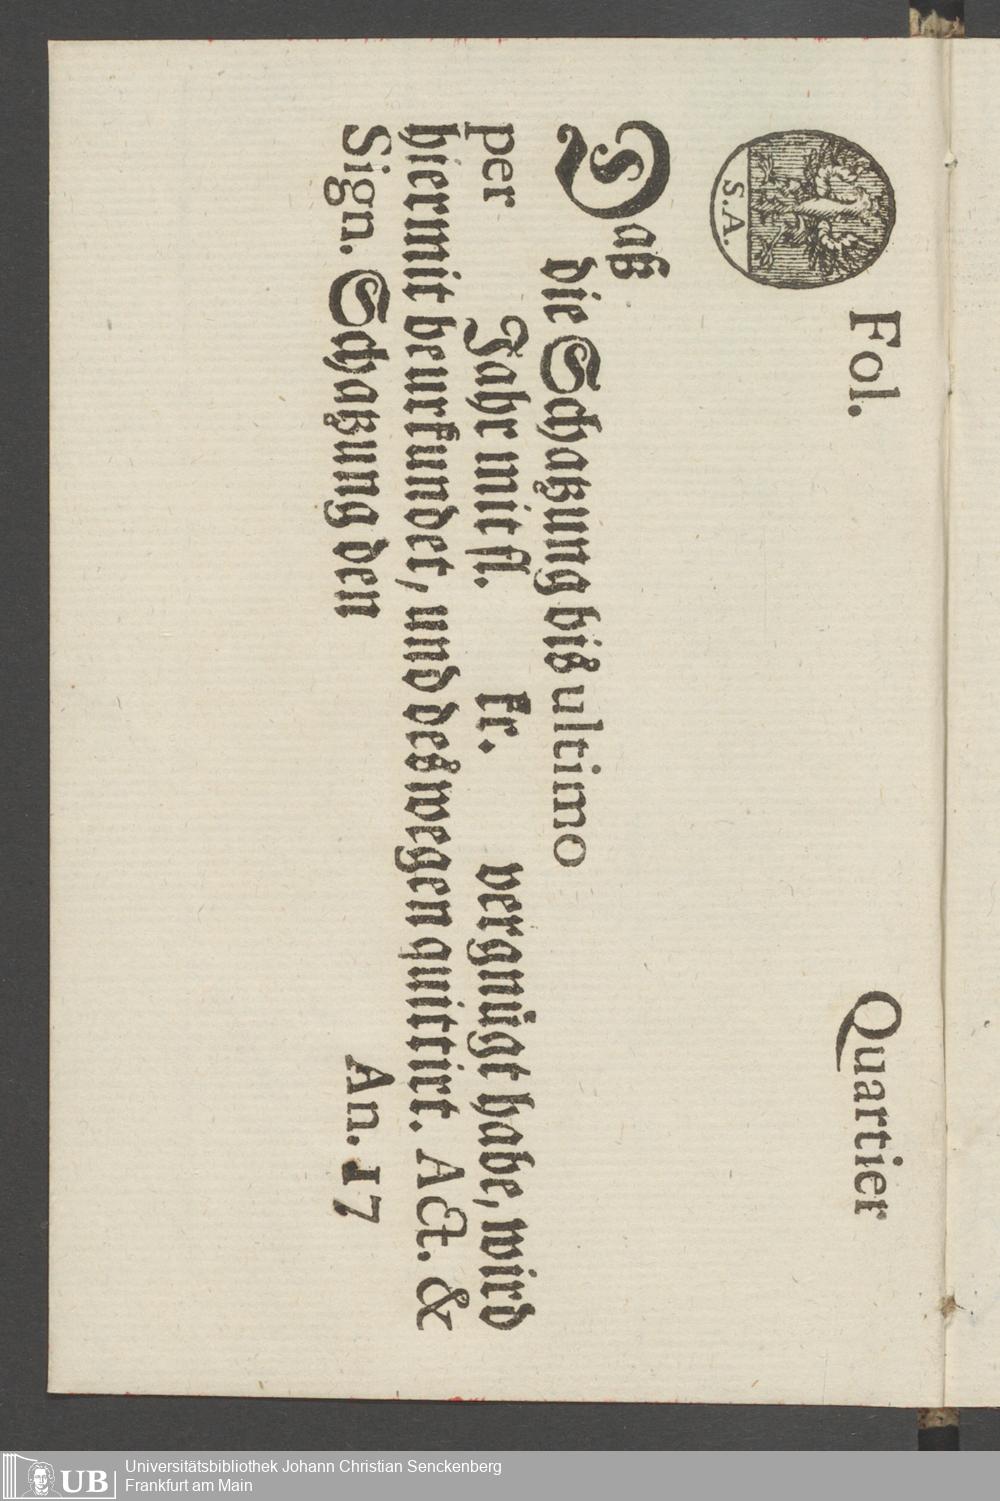 S.A.
Fol. Quartier
Daß
die Schatzung biß ultimo
per Jahr mit fl. kr. vergnügt habe, wird
hiermit beurkundet, und deßwegen quittirt. Act. &
Sign. Schatzung den An. 17
UB Universitätsbibliothek Johann Christian Senckenberg
Frankfurt am Main